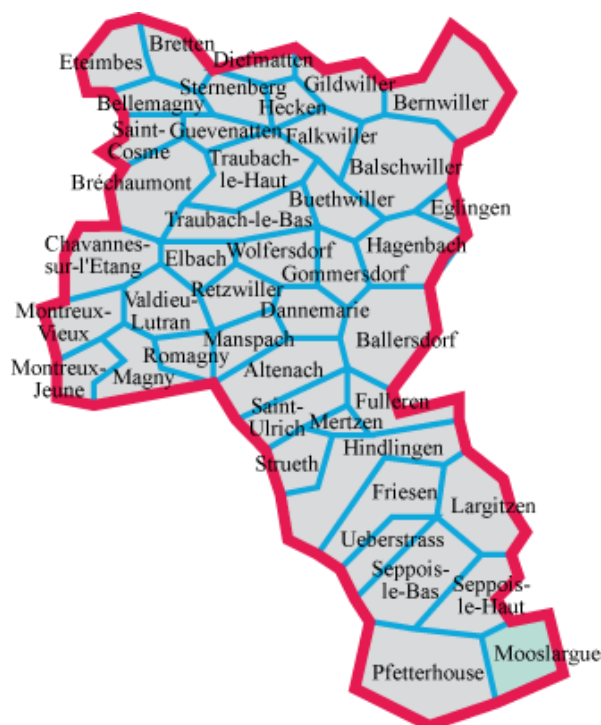 Bretten
Eteimbes
Diefmatten
Sternenberg
Gildwiller
Bellemagny
Hecken
Bernwiller
Saint-
Cosme
Guevenatten
Falkwiller
Traubach-
le-Haut
Balschwiller
Bréchaumont
Buethwiller
Eglingen
Traubach-le-Bas
Chavannes-
sur-l'Etang
Elbach
Wolfersdorf
Hagenbach
Gommersdorf
Retzwiller
Valdieu-
Lutran
Dannemarie
Montreux-
Vieux
Manspach
Ballersdorf
Romagny
Montreux-
Jeune
Magny
Altenach
Saint-
Ulrich
Fulleren
Mertzen
Hindlingen
Strueth
Friesen
Largitzen
Ueberstrass
Seppois-
le-Bas
Seppois-
le-Haut
Mooslargue
Pfetterhouse